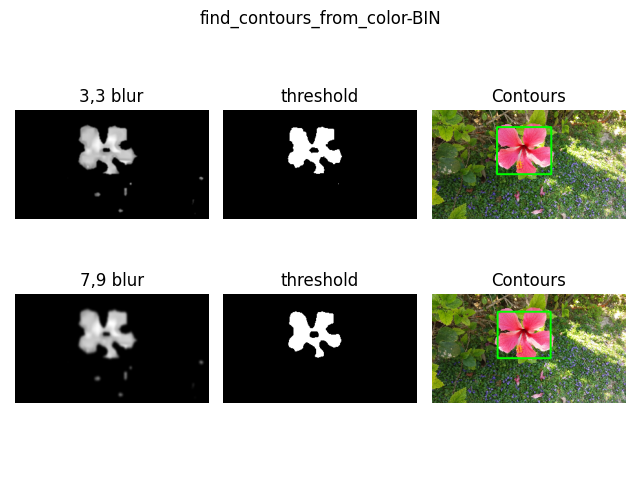 find_contours_from_color-BIN
3,3 blur
threshold
Contours
7,9 blur
threshold
Contours